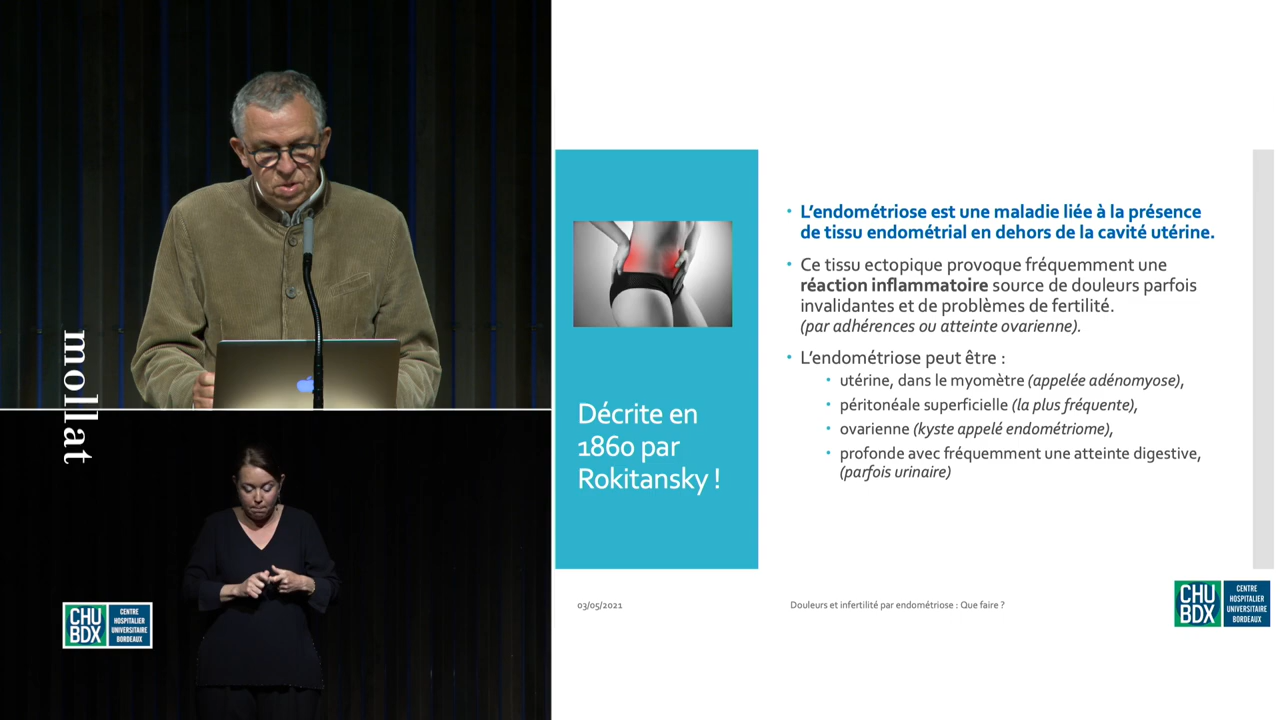 mollat
CHU
BDX
CENTRE
HOSPITALIER
UNIVERSITAIRE
BORDEAUX
Décrite en
1860 par
Rokitansky !
• L'endométriose est une maladie liée à la présence
de tissu endométrial en dehors de la cavité utérine.
• Ce tissu ectopique provoque fréquemment une
réaction inflammatoire source de douleurs parfois
invalidantes et de problèmes de fertilité.
(par adhérences ou atteinte ovarienne).
• L'endométriose peut être :
• utérine, dans le myomètre (appelée adénomyose),
• péritonéale superficielle (la plus fréquente),
• ovarienne (kyste appelé endométriome),
• profonde avec fréquemment une atteinte digestive,
(parfois urinaire)
03/05/2021
Douleurs et infertilité par endométriose : Que faire ?
CHU
BDX
CENTRE
HOSPITALIER
UNIVERSITAIRE
BORDEAUX